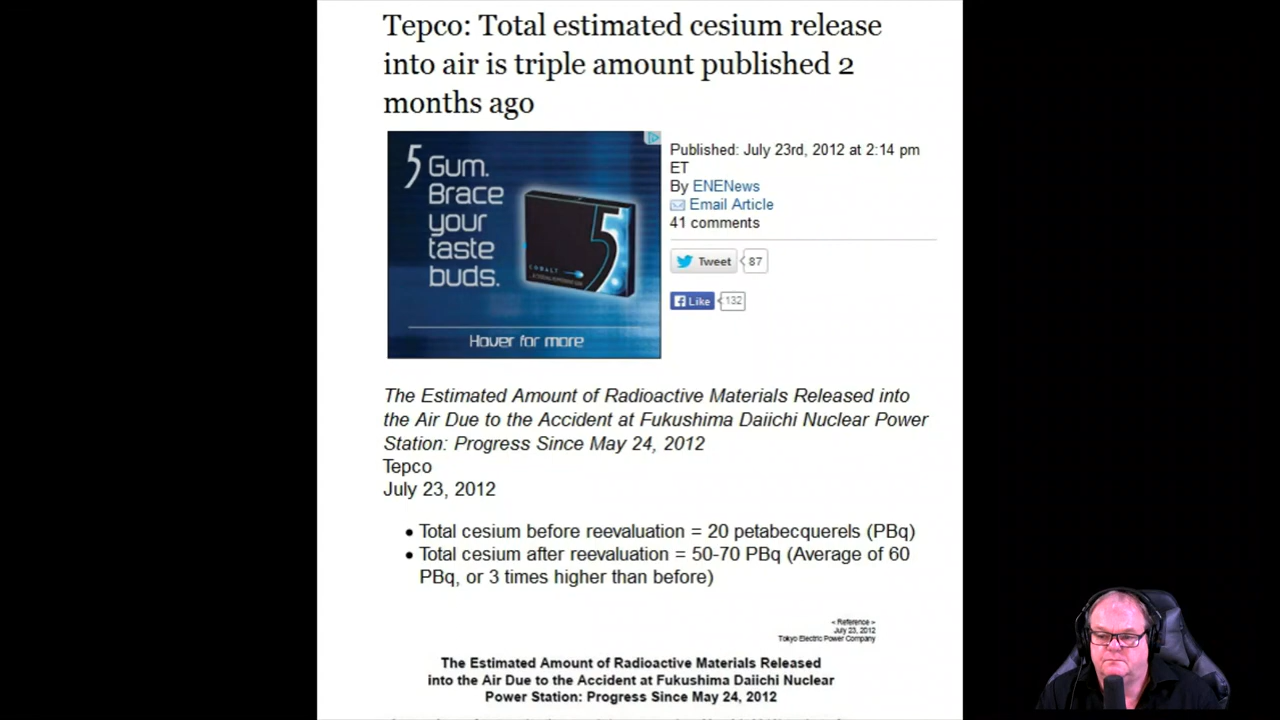 Tepco: Total estimated cesium release
into air is triple amount published 2
months ago
5 Gum.
Brace
your
taste
buds.
5
COBALT
Hover for more
Published: July 23rd, 2012 at 2:14 pm
ET
By ENENews
Email Article
41 comments
Tweet 87
Like 132
The Estimated Amount of Radioactive Materials Released into
the Air Due to the Accident at Fukushima Daiichi Nuclear Power
Station: Progress Since May 24, 2012
Tepco
July 23, 2012
• Total cesium before reevaluation = 20 petabecquerels (PBq)
• Total cesium after reevaluation = 50-70 PBq (Average of 60
PBq, or 3 times higher than before)
< Reference >
July 23, 2012
Tokyo Electric Power Company
The Estimated Amount of Radioactive Materials Released
into the Air Due to the Accident at Fukushima Daiichi Nuclear
Power Station: Progress Since May 24, 2012